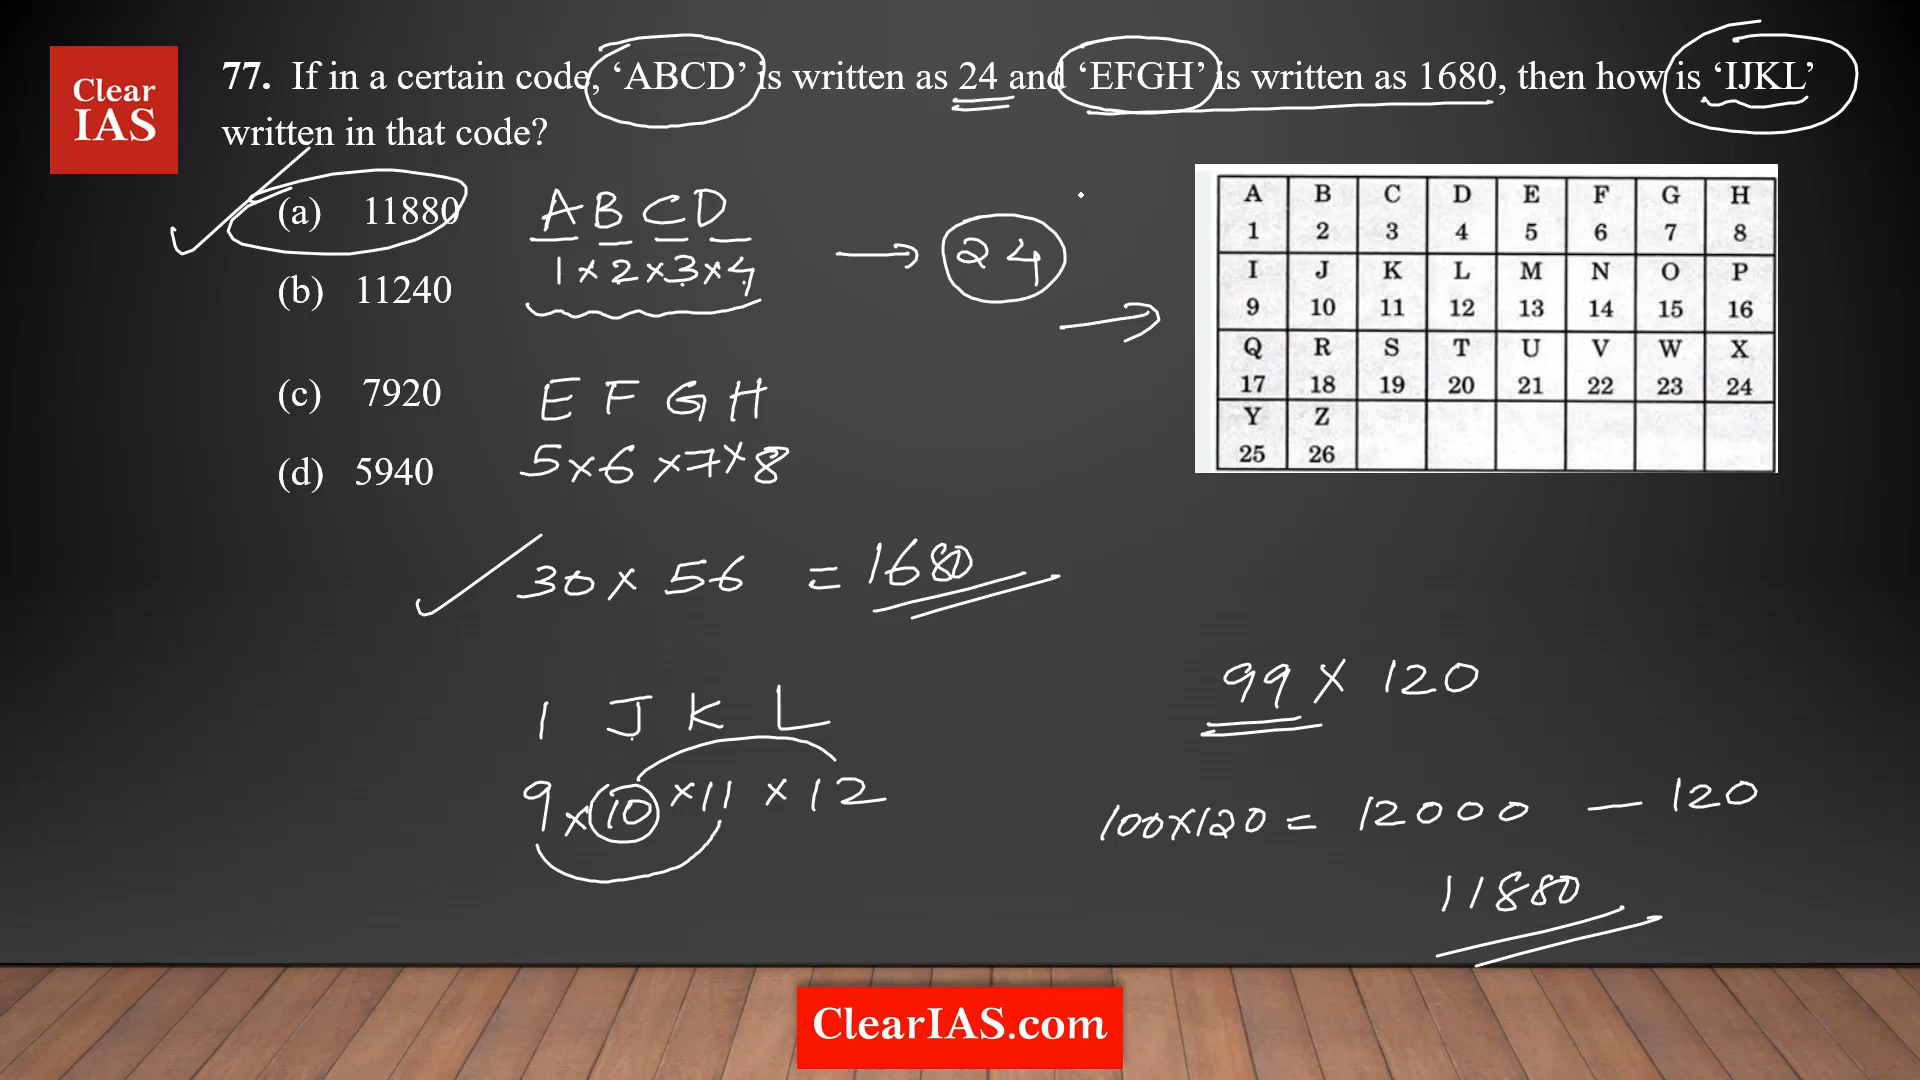 Clear
IAS
77. If in a certain code, ‘ABCD’ is written as 24 and ‘EFGH’ is written as 1680, then how is ‘IJKL’
written in that code?
(a) 11880
(b) 11240
(c) 7920
(d) 5940
A B C D
1 × 2 × 3 × 4
24
E F G H
5 × 6 × 7 × 8
30 × 56 = 1680
I J K L
9 × 10 × 11 × 12
A B C D E F G H
1 2 3 4 5 6 7 8
I J K L M N O P
9 10 11 12 13 14 15 16
Q R S T U V W X
17 18 19 20 21 22 23 24
Y Z
25 26
99 × 120
100×120 = 12000 — 120
11880
ClearIAS.com